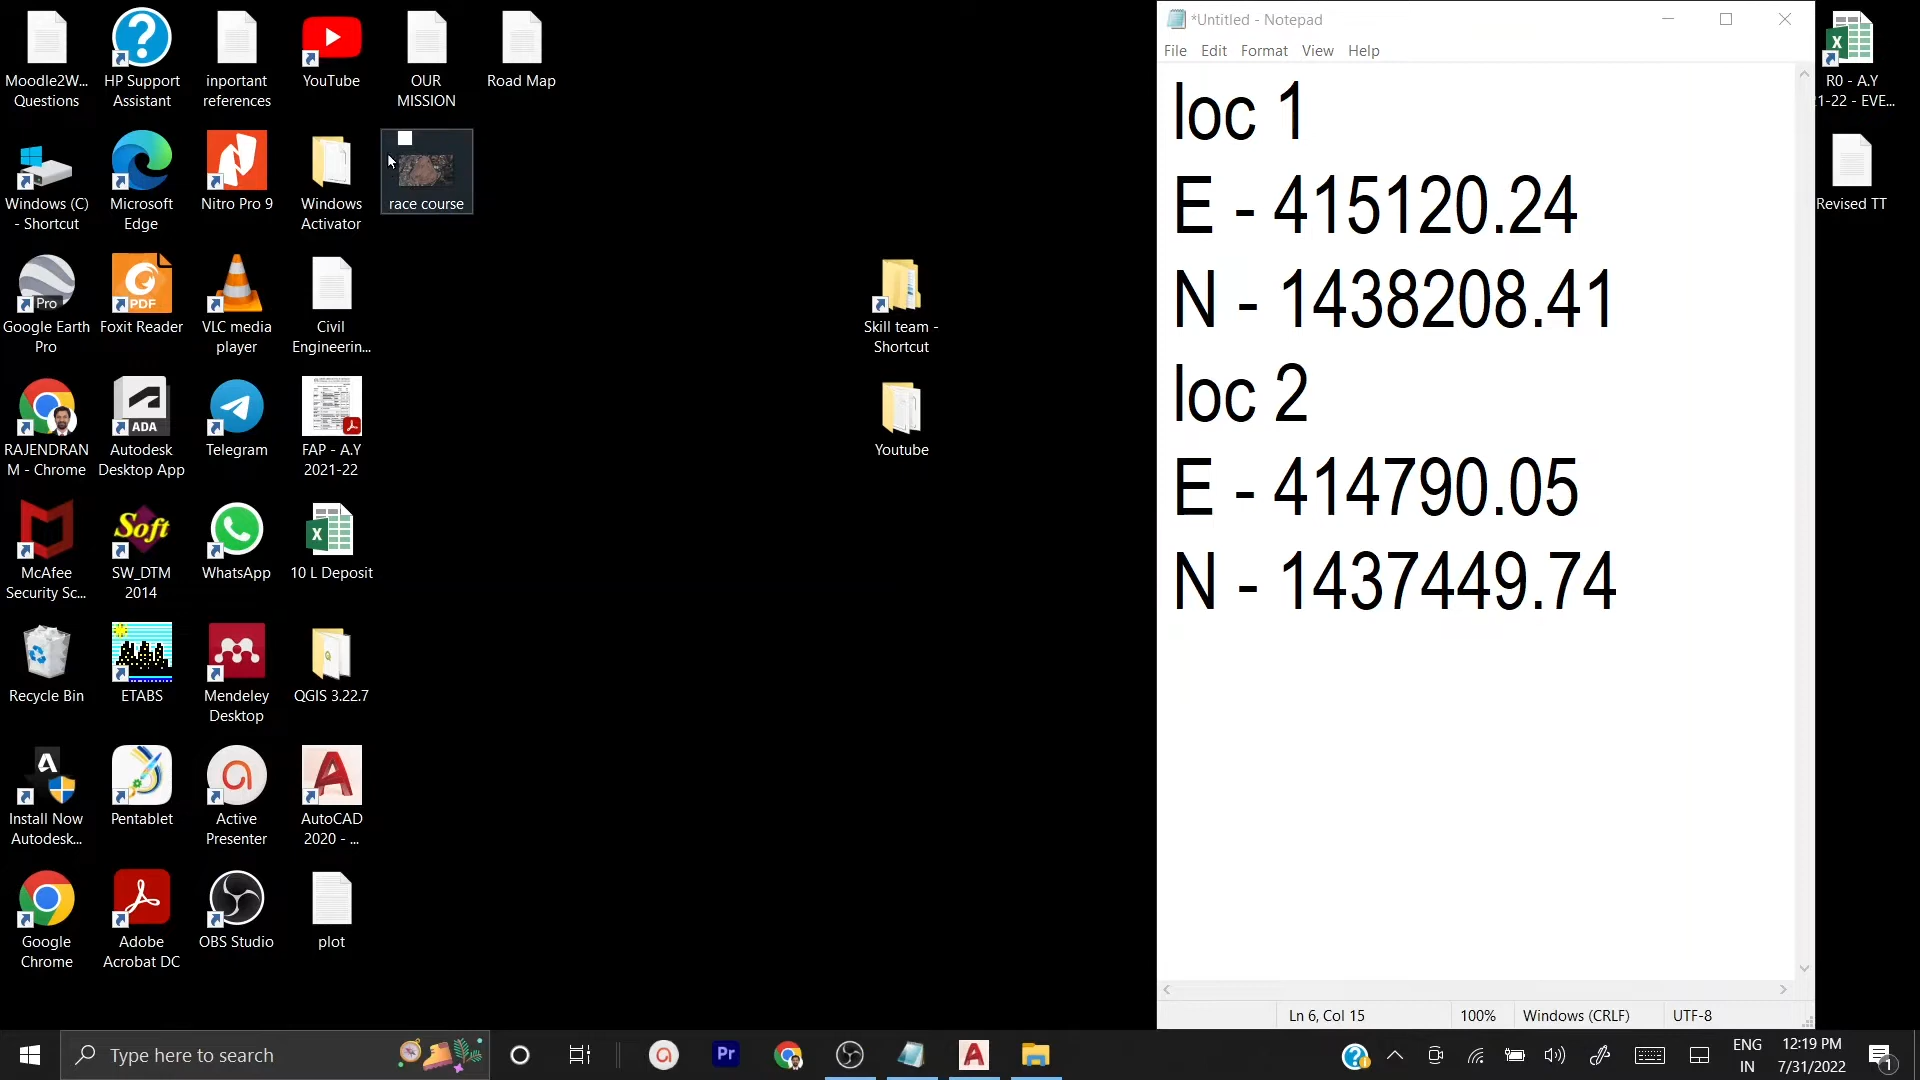 Moodle2W...
Questions
HP Support
Assistant
inportant
references
YouTube
OUR
MISSION
Road Map
Windows (C)
- Shortcut
Microsoft
Edge
Nitro Pro 9
Windows
Activator
race course
Pro
Google Earth
Pro
PDF
Foxit Reader
VLC media
player
Civil
Engineerin...
Skill team -
Shortcut
RAJENDRAN
M - Chrome
ADA
Autodesk
Desktop App
Telegram
FAP - A.Y
2021-22
Youtube
McAfee
Security Sc...
Soft
SW_DTM
2014
WhatsApp
10 L Deposit
Recycle Bin
ETABS
Mendeley
Desktop
QGIS 3.22.7
Install Now
Autodesk...
Pentablet
Active
Presenter
AutoCAD
2020 - ...
Google
Chrome
Adobe
Acrobat DC
OBS Studio
plot
*Untitled - Notepad
File Edit Format View Help
loc 1
E - 415120.24
N - 1438208.41
loc 2
E - 414790.05
N - 1437449.74
Ln 6, Col 15 100% Windows (CRLF) UTF-8
R0 - A.Y
1-22 - EVE...
Revised TT
Type here to search
Pr
ENG
IN
12:19 PM
7/31/2022
1